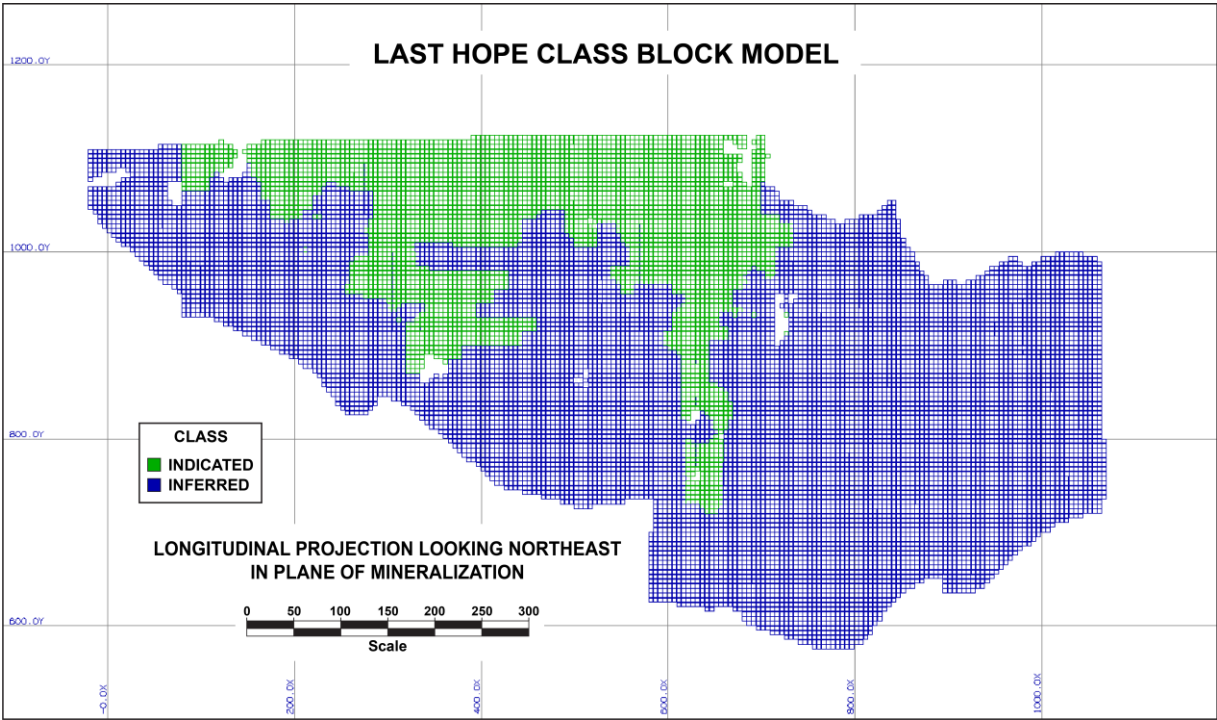 LAST HOPE CLASS BLOCK MODEL
1200.0Y
1000.0Y
800.0Y
600.0Y
CLASS
INDICATED
INFERRED
LONGITUDINAL PROJECTION LOOKING NORTHEAST
IN PLANE OF MINERALIZATION
0 50 100 150 200 250 300
Scale
-0.0X 200.0X 400.0X 600.0X 800.0X 1000.0X